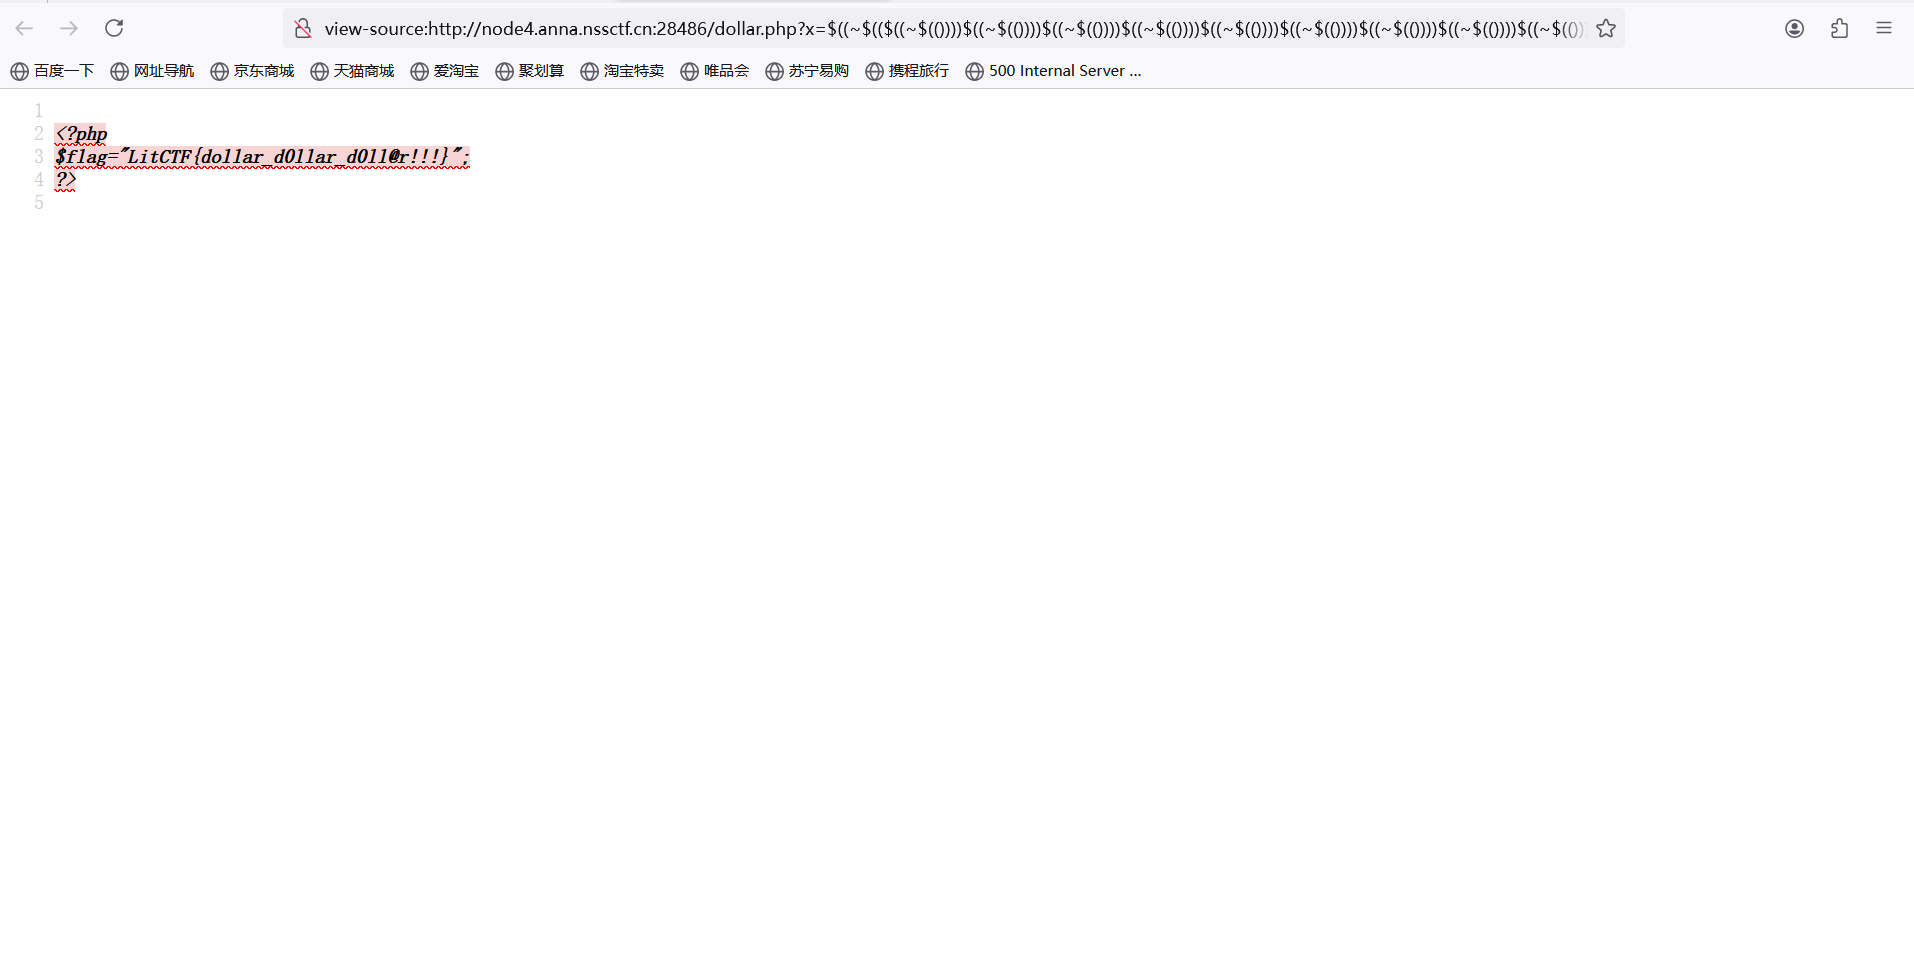 view-source:http://node4.anna.nssctf.cn:28486/dollar.php?x=$((~$(($((~$(())))$((~$(())))$((~$(())))$((~$(())))$((~$(())))$((~$(())))$((~$(())))$((~$(())))$((~$(())
百度一下 网址导航 京东商城 天猫商城 爱淘宝 聚划算 淘宝特卖 唯品会 苏宁易购 携程旅行 500 Internal Server ...
1
2 <?php
3 $flag="LitCTF{dollar_d0llar_d0ll@r!!!}";
4 ?>
5